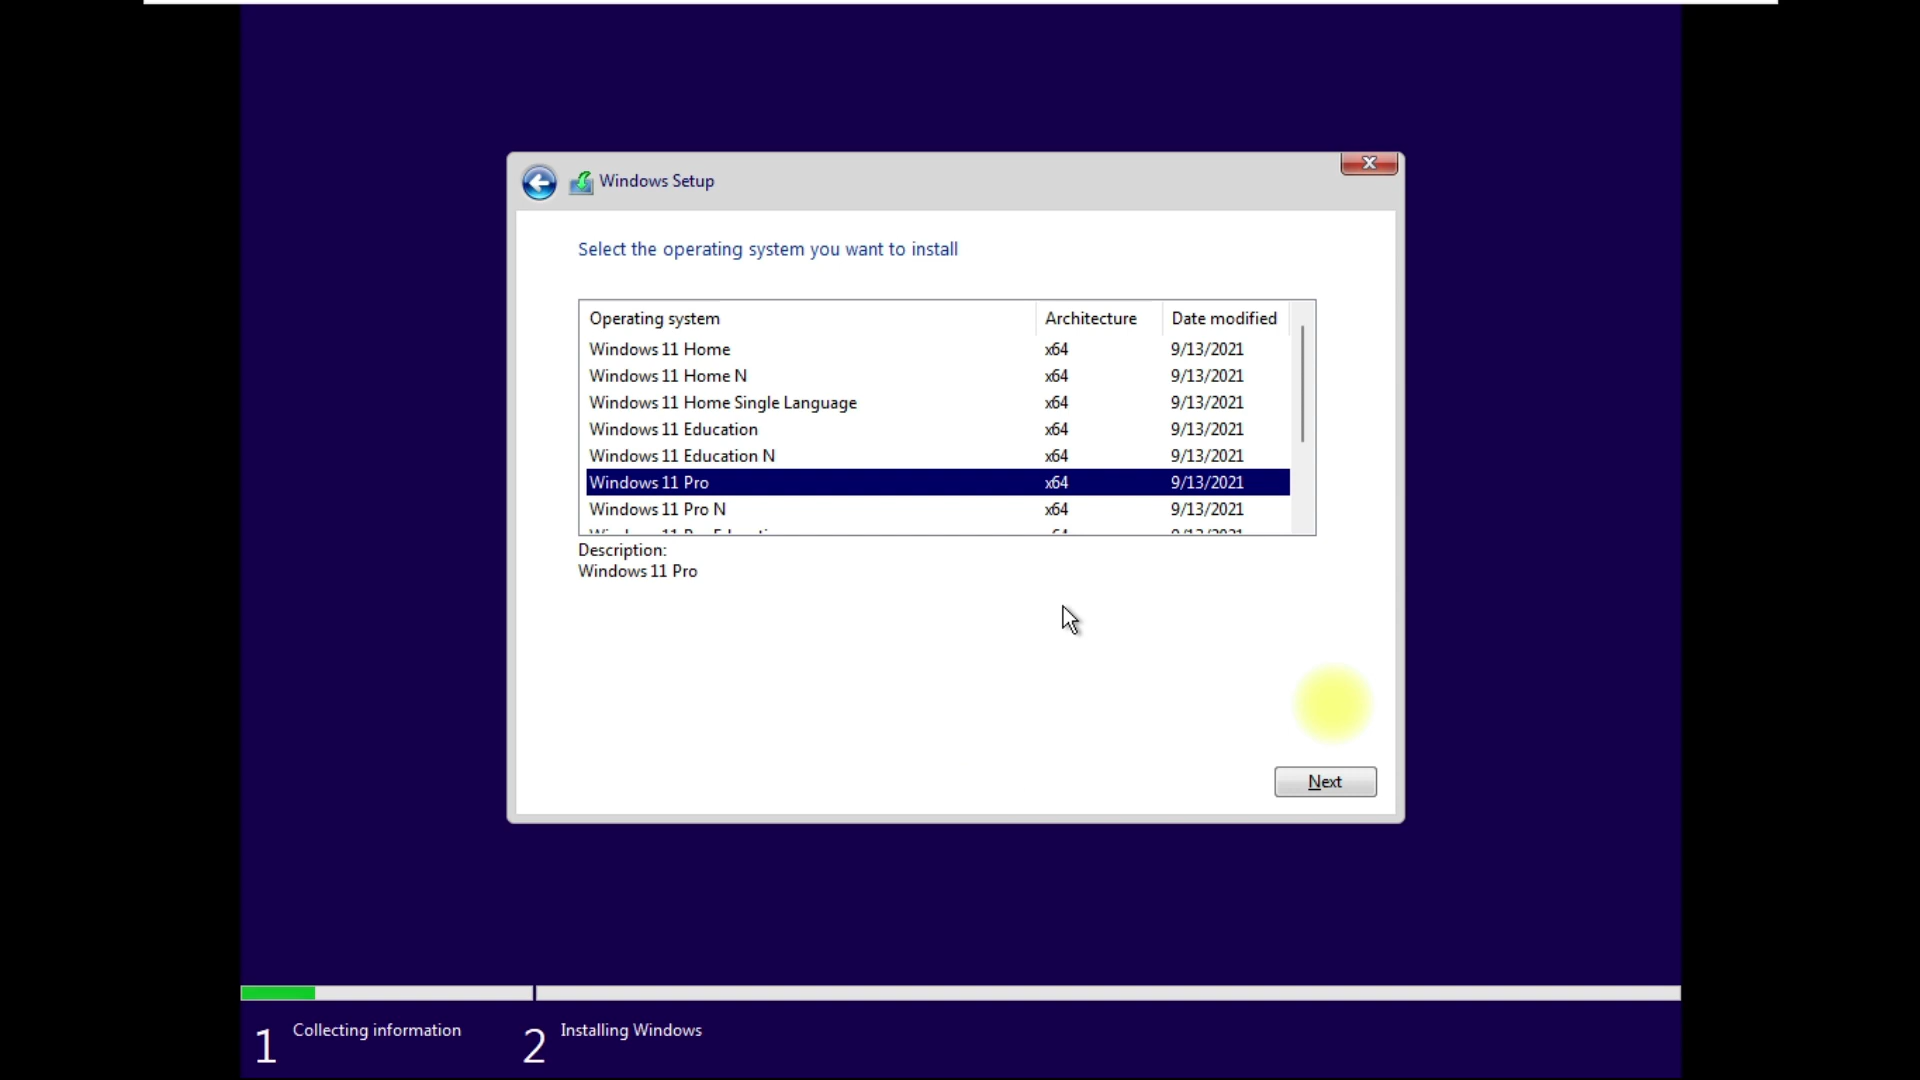 Windows Setup
Select the operating system you want to install
Operating system Architecture Date modified
Windows 11 Home x64 9/13/2021
Windows 11 Home N x64 9/13/2021
Windows 11 Home Single Language x64 9/13/2021
Windows 11 Education x64 9/13/2021
Windows 11 Education N x64 9/13/2021
Windows 11 Pro x64 9/13/2021
Windows 11 Pro N x64 9/13/2021
Description:
Windows 11 Pro
Next
1 Collecting information 2 Installing Windows